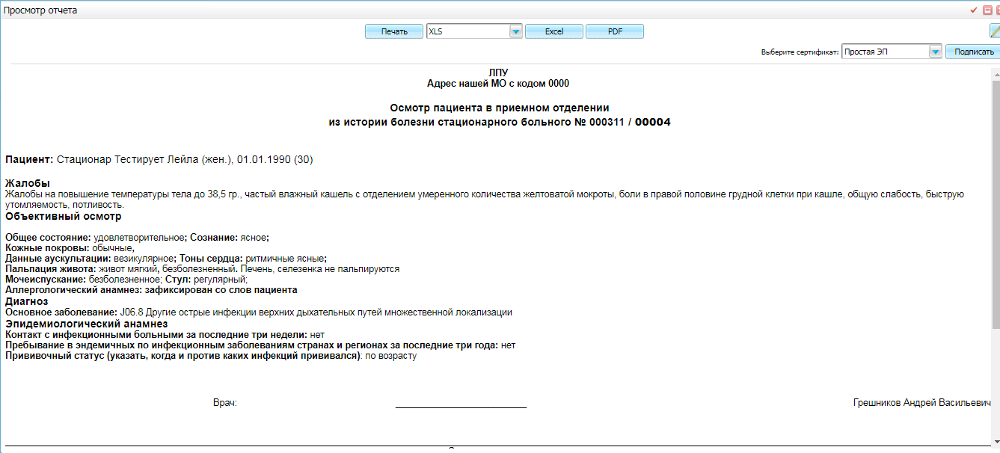 Просмотр отчета
Печать XLS Excel PDF
Выберите сертификат: Простая ЭП Подписать
ЛПУ
Адрес нашей МО с кодом 0000
Осмотр пациента в приемном отделении
из истории болезни стационарного больного № 000311 / 00004
Пациент: Стационар Тестирует Лейла (жен.), 01.01.1990 (30)
Жалобы
Жалобы на повышение температуры тела до 38,5 гр., частый влажный кашель с отделением умеренного количества желтоватой мокроты, боли в правой половине грудной клетки при кашле, общую слабость, быструю
утомляемость, потливость.
Объективный осмотр
Общее состояние: удовлетворительное; Сознание: ясное;
Кожные покровы: обычные,
Данные аускультации: везикулярное; Тоны сердца: ритмичные ясные;
Пальпация живота: живот мягкий, безболезненный. Печень, селезенка не пальпируются
Мочеиспускание: безболезненное; Стул: регулярный;
Аллергологический анамнез: зафиксирован со слов пациента
Диагноз
Основное заболевание: J06.8 Другие острые инфекции верхних дыхательных путей множественной локализации
Эпидемиологический анамнез
Контакт с инфекционными больными за последние три недели: нет
Пребывание в эндемичных по инфекционным заболеваниям странах и регионах за последние три года: нет
Прививочный статус (указать, когда и против каких инфекций прививался): по возрасту
Врач: Грешников Андрей Васильевич